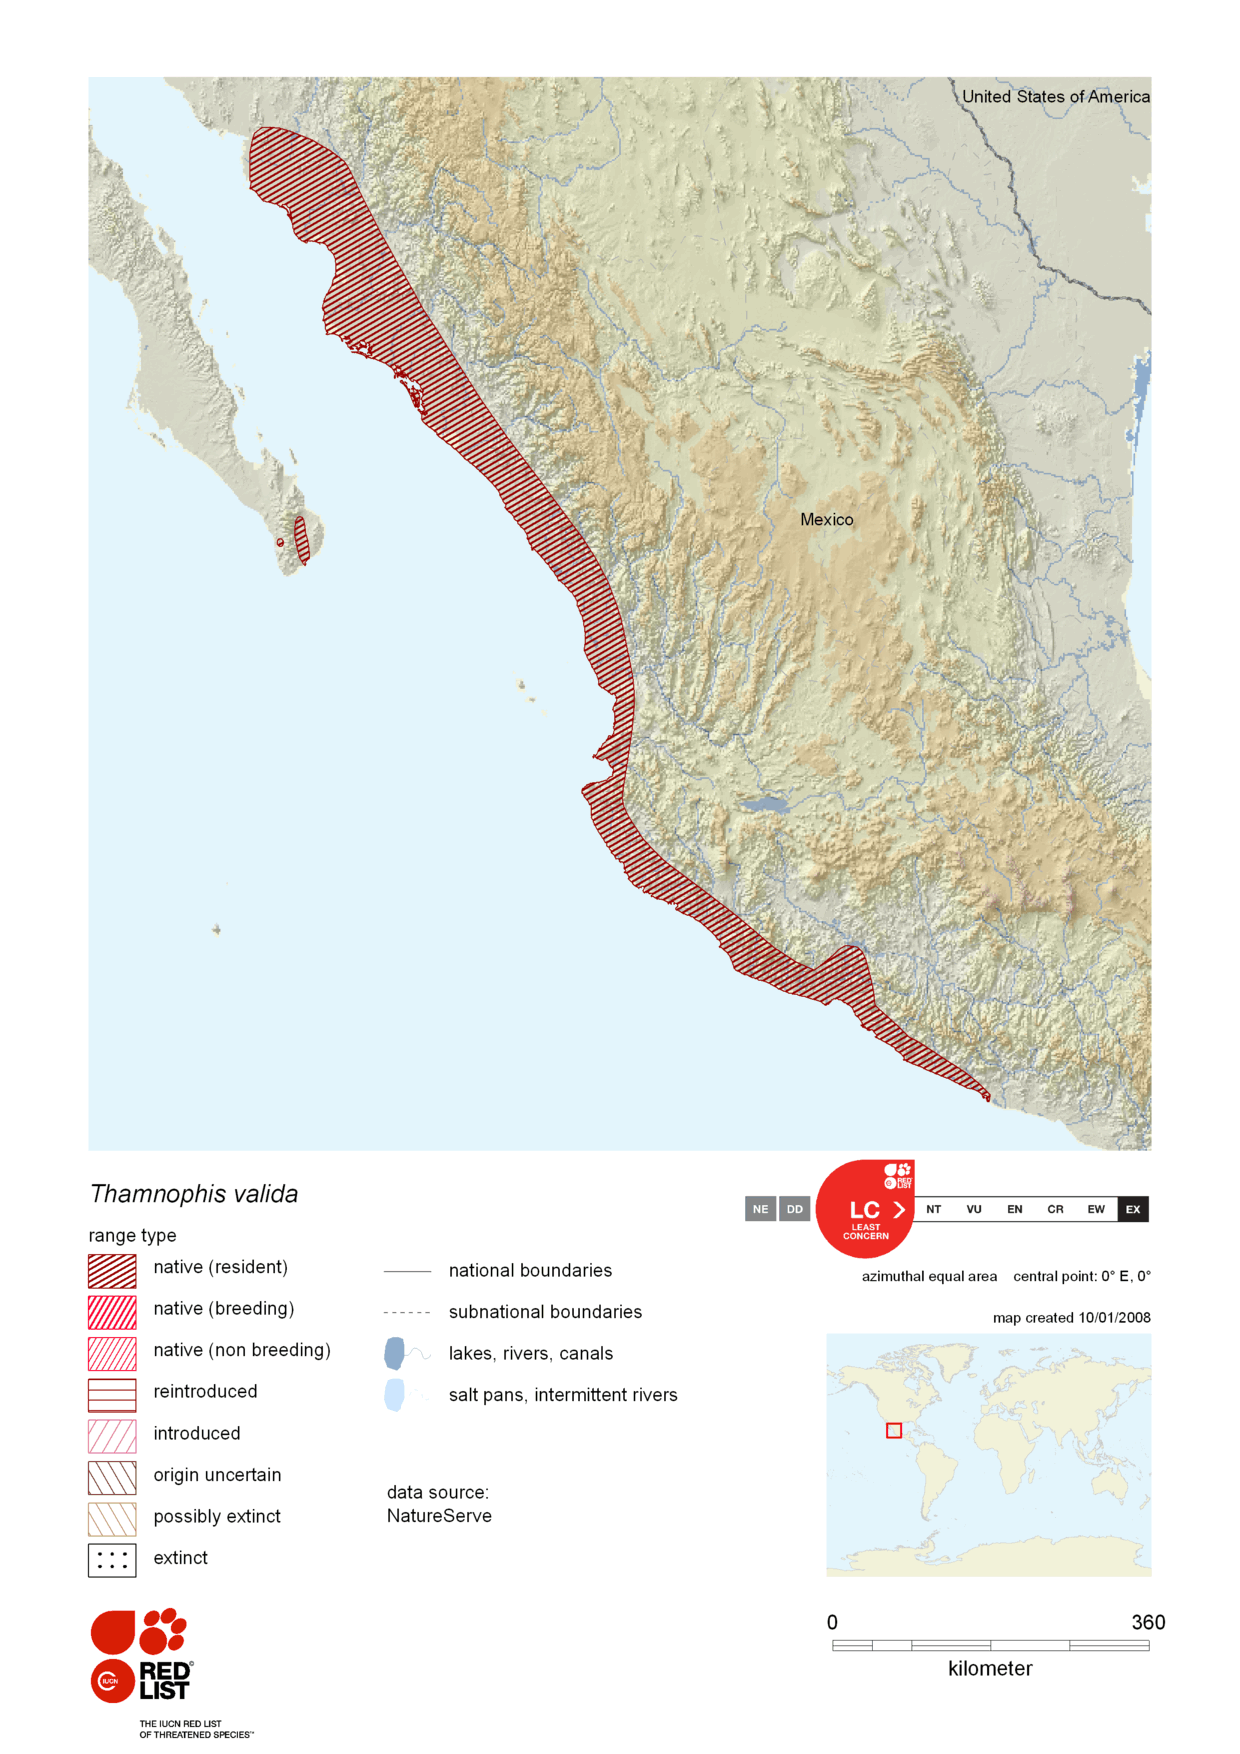 United States of America
Mexico
Thamnophis valida
range type
native (resident)
native (breeding)
native (non breeding)
reintroduced
introduced
origin uncertain
possibly extinct
extinct
national boundaries
subnational boundaries
lakes, rivers, canals
salt pans, intermittent rivers
data source:
NatureServe
RED
LIST
NE DD LC NT VU EN CR EW EX
LEAST
CONCERN
azimuthal equal area central point: 0° E, 0°
map created 10/01/2008
0 360
kilometer
IUCN
RED©
LIST
THE IUCN RED LIST
OF THREATENED SPECIES™